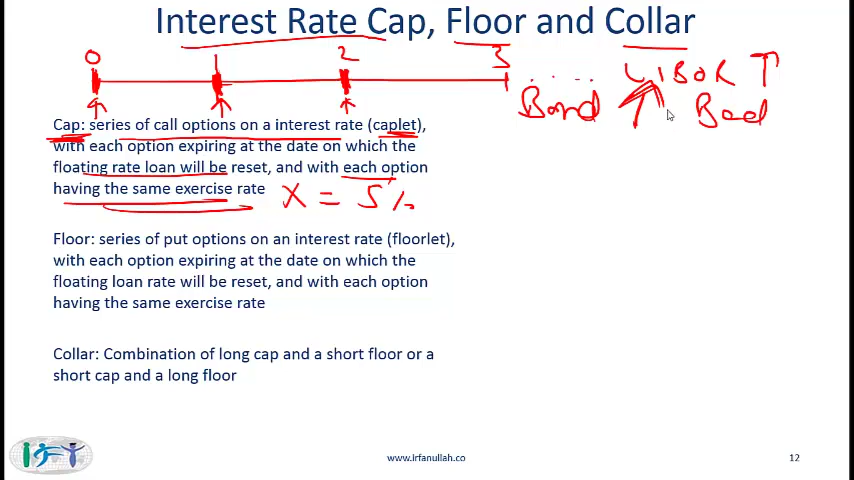 Interest Rate Cap, Floor and Collar
0 1 2 3 .... LIBOR ↑
Bond Bad
Cap: series of call options on a interest rate (caplet),
with each option expiring at the date on which the
floating rate loan will be reset, and with each option
having the same exercise rate X = 5%
Floor: series of put options on an interest rate (floorlet),
with each option expiring at the date on which the
floating loan rate will be reset, and with each option
having the same exercise rate
Collar: Combination of long cap and a short floor or a
short cap and a long floor
www.irfanullah.co 12